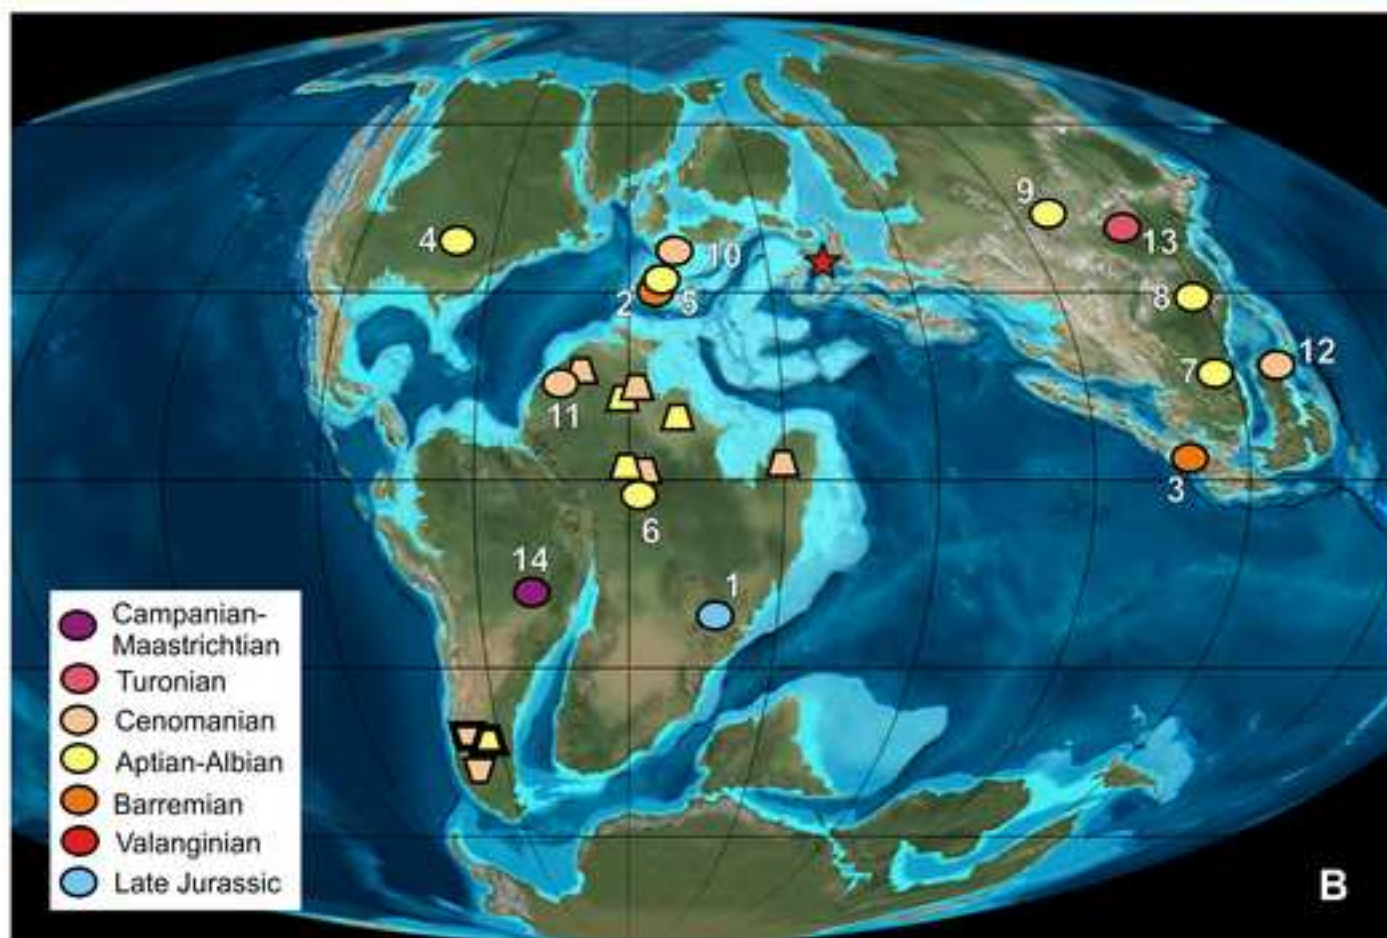 9
4
10
13
2
5
8
12
7
11
3
6
14
1
Campanian-
Maastrichtian
Turonian
Cenomanian
Aptian-Albian
Barremian
Valanginian
Late Jurassic
B